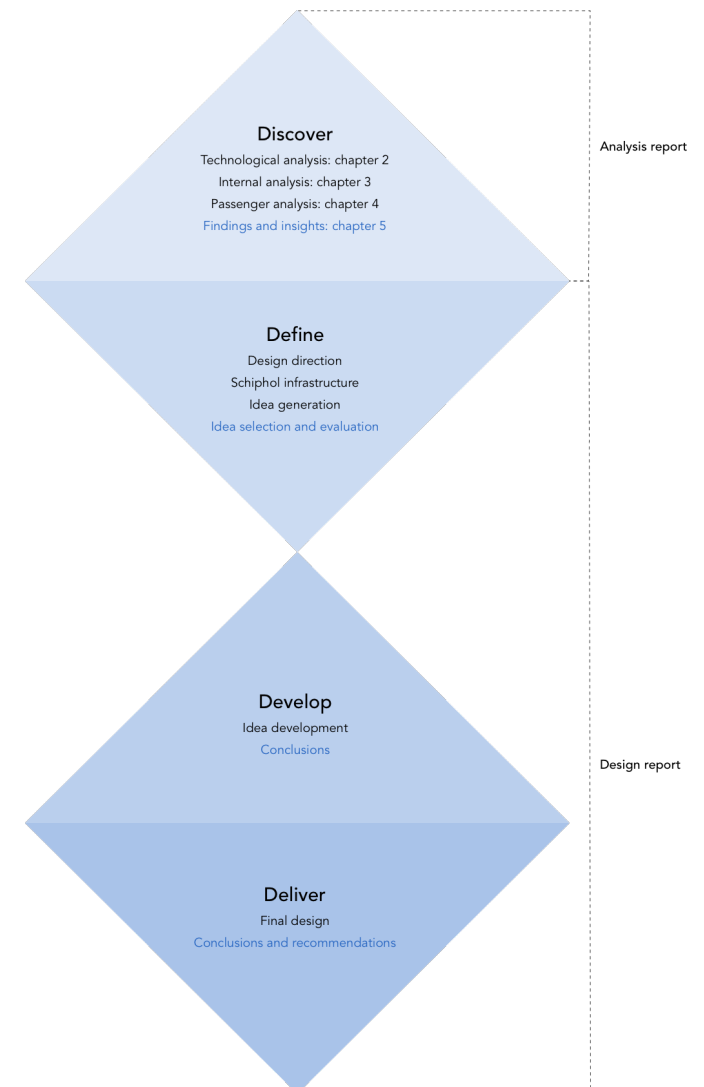 Discover
Technological analysis: chapter 2
Internal analysis: chapter 3
Passenger analysis: chapter 4
Findings and insights: chapter 5
Analysis report
Define
Design direction
Schiphol infrastructure
Idea generation
Idea selection and evaluation
Develop
Idea development
Conclusions
Design report
Deliver
Final design
Conclusions and recommendations